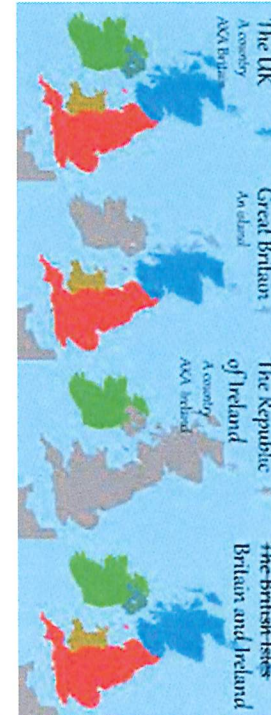 The UK
A country
AKA Britain
Great Britain
An island
The Republic
of Ireland
A country
AKA Ireland
The British Isles
Britain and Ireland